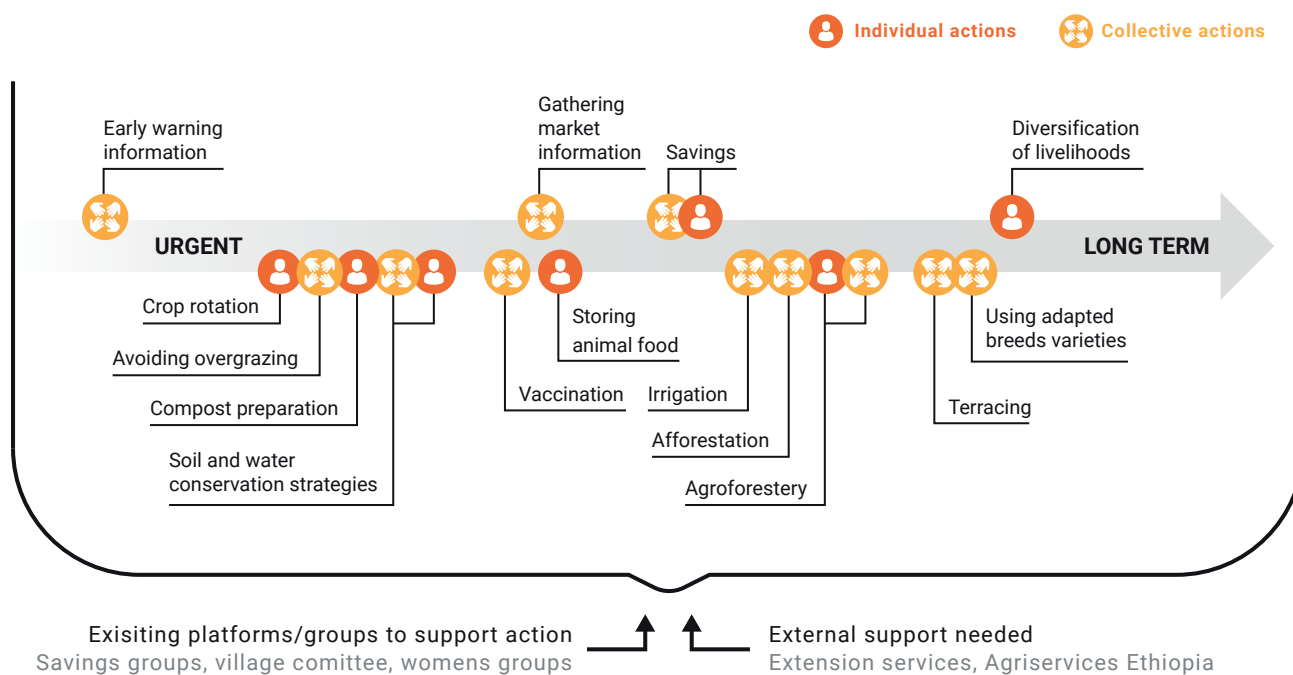 Individual actions
Collective actions
Early warning
information
Gathering
market
information
Savings
Diversification
of livelihoods
URGENT
LONG TERM
Crop rotation
Avoiding overgrazing
Compost preparation
Soil and water
conservation strategies
Vaccination
Storing
animal food
Irrigation
Afforestation
Agroforestery
Using adapted
breeds varieties
Terracing
Exisiting platforms/groups to support action
Savings groups, village comittee, womens groups
External support needed
Extension services, Agriservices Ethiopia